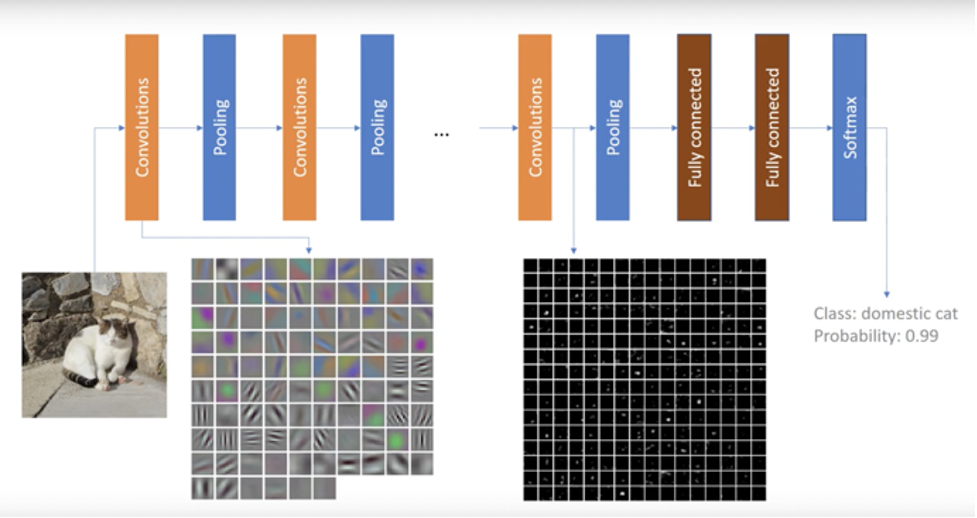 Convolutions
Pooling
Convolutions
Pooling
...
Convolutions
Pooling
Fully connected
Fully connected
Softmax
Class: domestic cat
Probability: 0.99